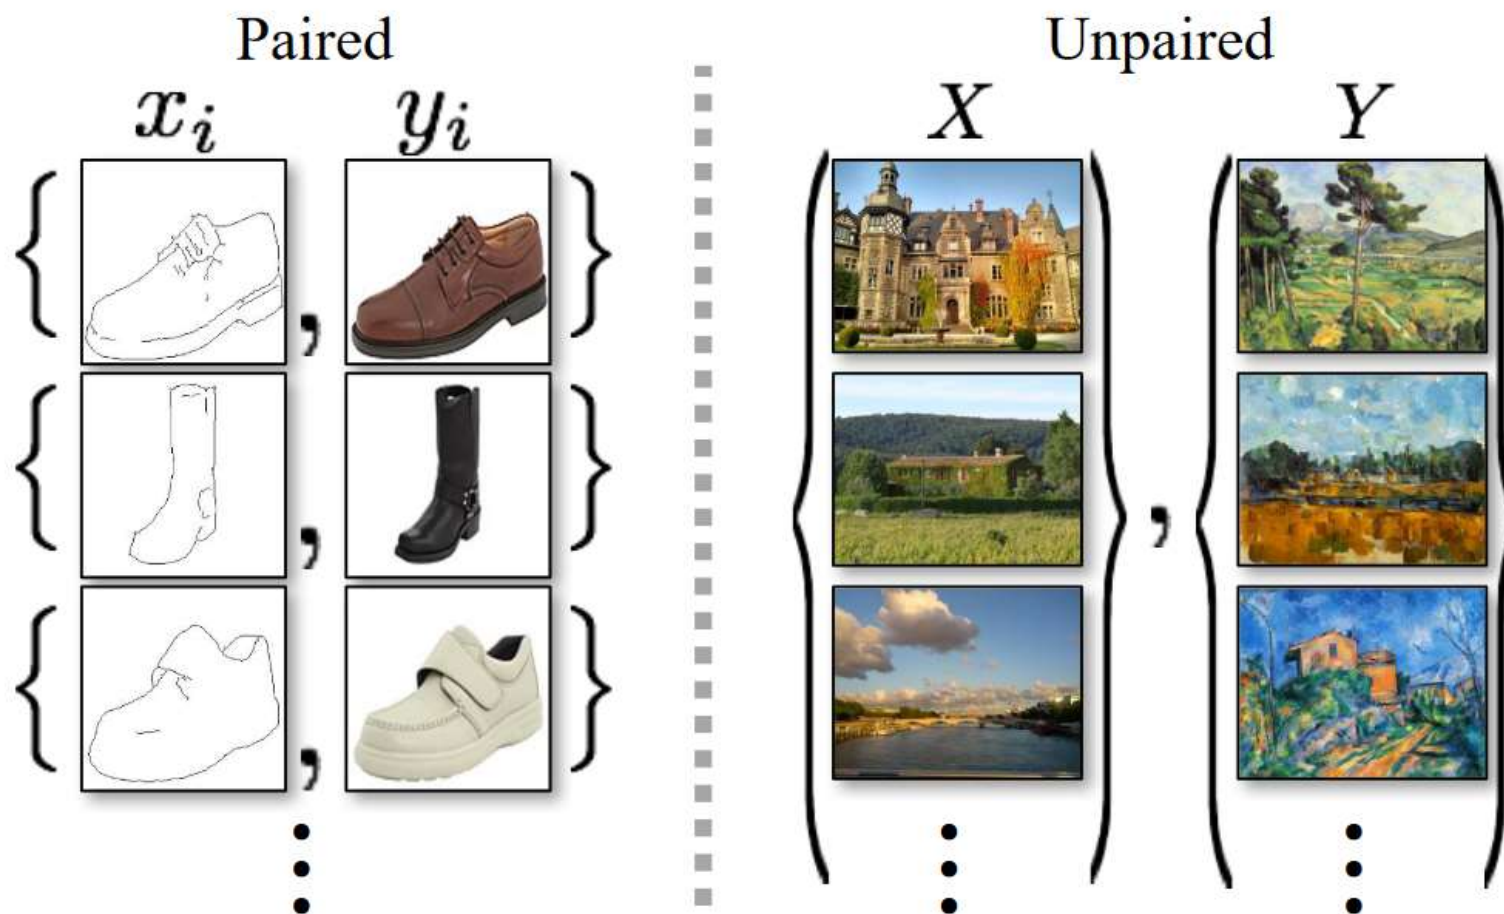 Paired
Unpaired
x_i
y_i
X
Y
{ , }
{ , }
{ , }
⋮
{ } , { }
⋮
⋮